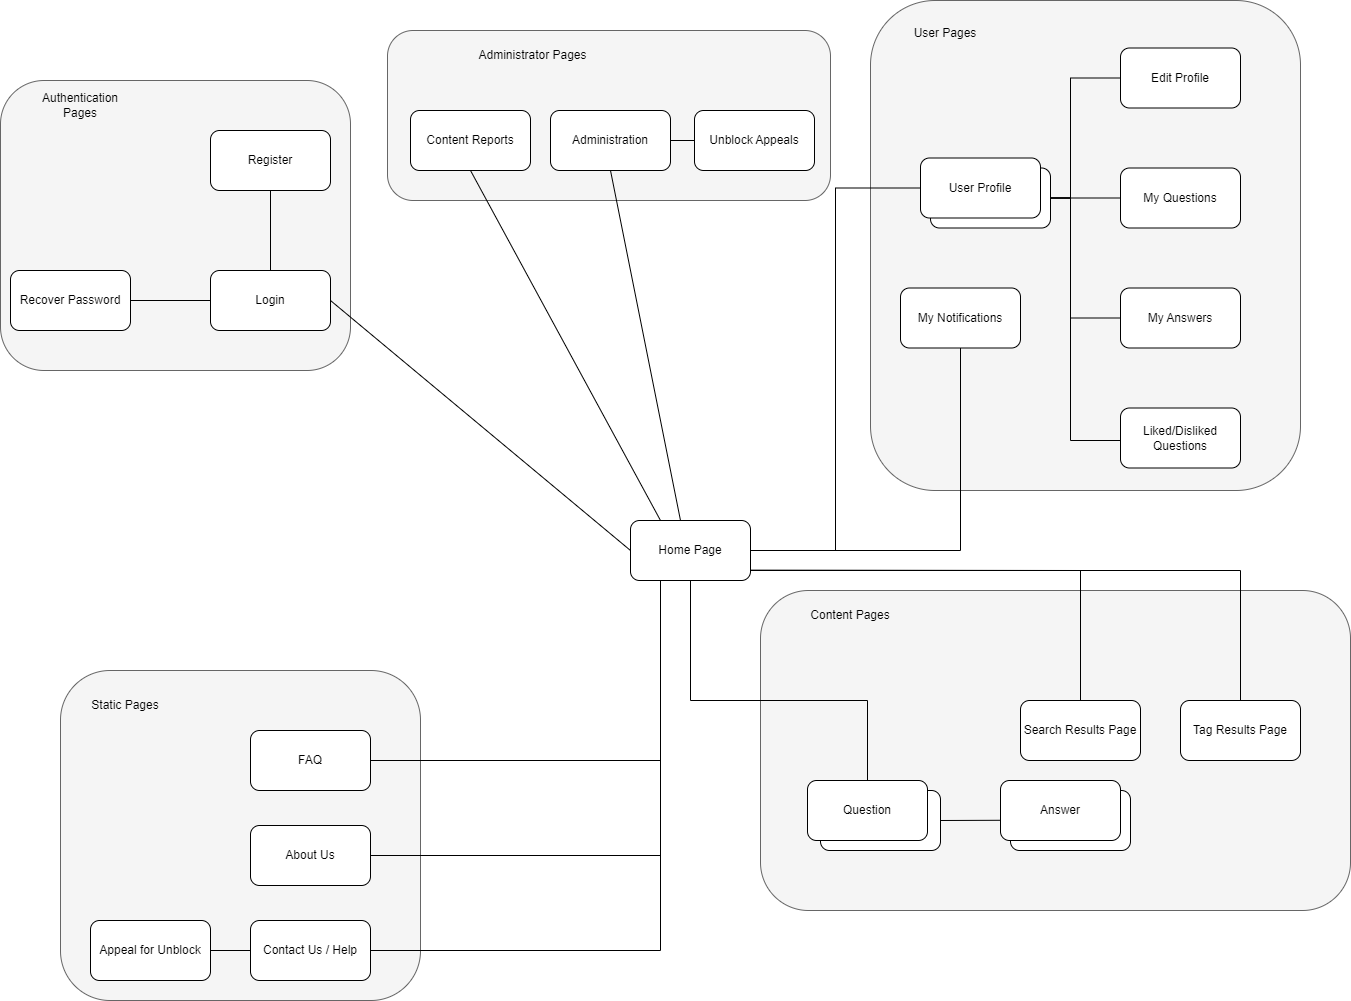 Authentication
Pages
Register
Recover Password
Login
Administrator Pages
Content Reports
Administration
Unblock Appeals
User Pages
Edit Profile
User Profile
My Questions
My Notifications
My Answers
Liked/Disliked
Questions
Home Page
Content Pages
Search Results Page
Tag Results Page
Question
Answer
Static Pages
FAQ
About Us
Appeal for Unblock
Contact Us / Help